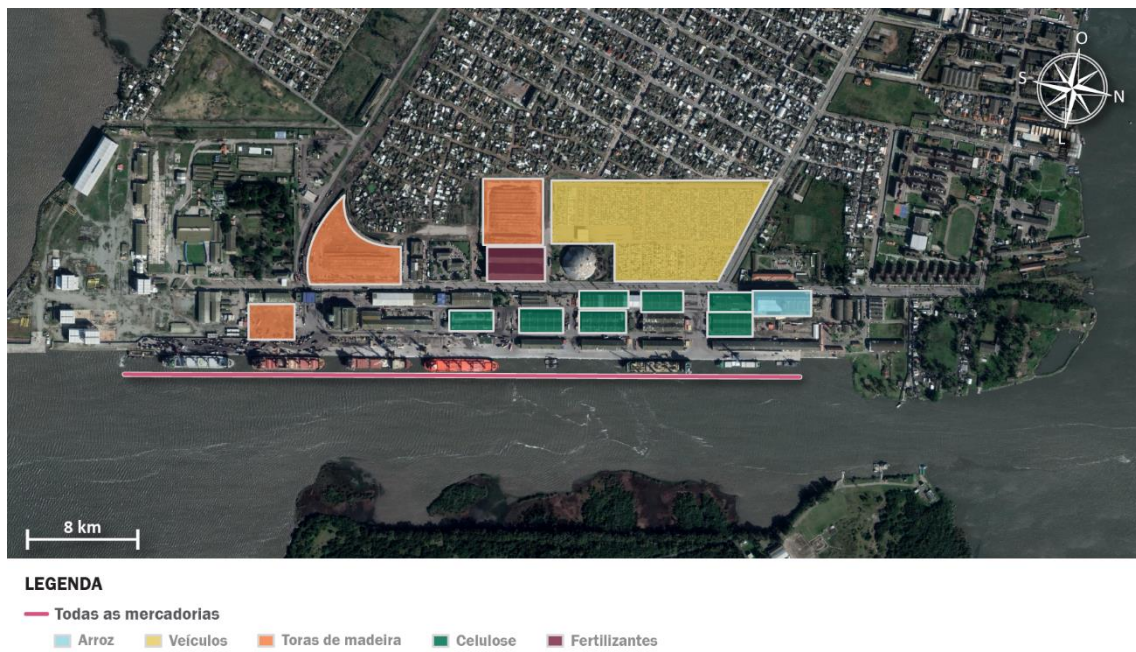 O
S
N
L
8 km
LEGENDA
Todas as mercadorias
Arroz Veículos Toras de madeira Celulose Fertilizantes